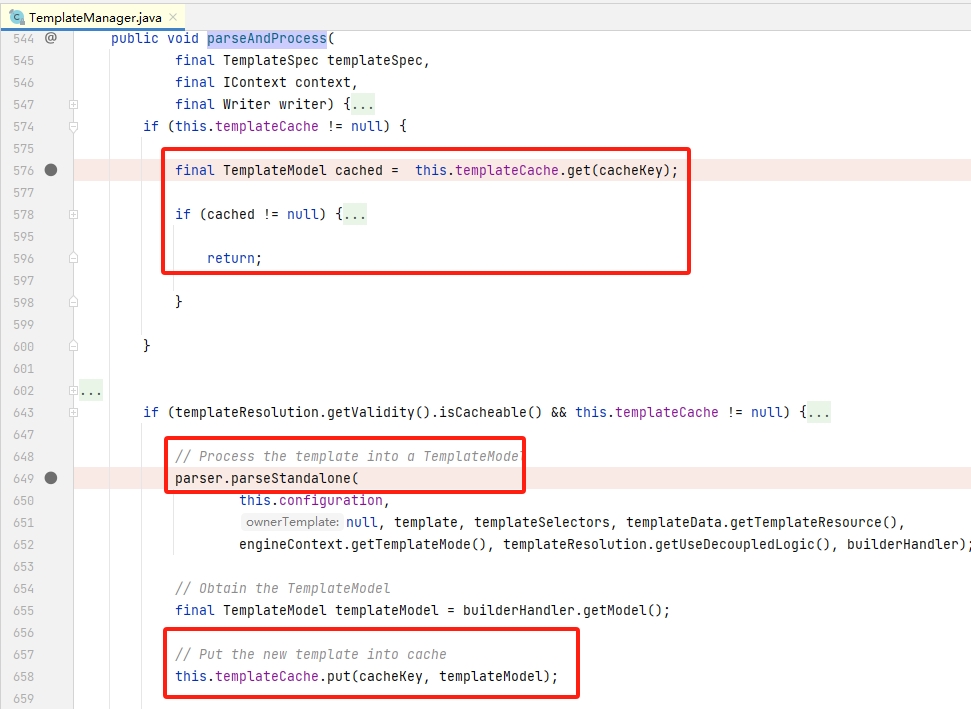 TemplateManager.java
544 @ public void parseAndProcess(
545 final TemplateSpec templateSpec,
546 final IContext context,
547 final Writer writer) {...
574 if (this.templateCache != null) {
575
576 final TemplateModel cached =  this.templateCache.get(cacheKey);
577
578 if (cached != null) {...
595
596 return;
597
598 }
599
600 }
601
602 ...
643 if (templateResolution.getValidity().isCacheable() && this.templateCache != null) {...
647
648 // Process the template into a TemplateModel
649 parser.parseStandalone(
650 this.configuration,
651 ownerTemplate: null, template, templateSelectors, templateData.getTemplateResource(),
652 engineContext.getTemplateMode(), templateResolution.getUseDecoupledLogic(), builderHandler);
653
654 // Obtain the TemplateModel
655 final TemplateModel templateModel = builderHandler.getModel();
656
657 // Put the new template into cache
658 this.templateCache.put(cacheKey, templateModel);
659